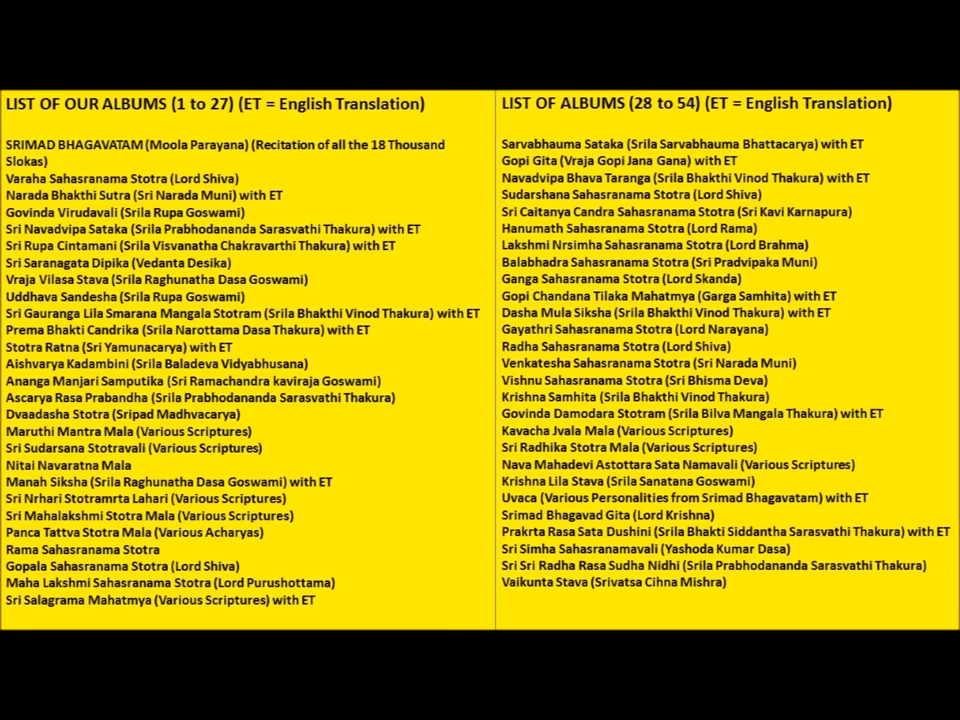 LIST OF OUR ALBUMS (1 to 27) (ET = English Translation)
SRIMAD BHAGAVATAM (Moola Parayana) (Recitation of all the 18 Thousand
Slokas)
Varaha Sahasranama Stotra (Lord Shiva)
Narada Bhakthi Sutra (Sri Narada Muni) with ET
Govinda Virudavali (Srila Rupa Goswami)
Sri Navadvipa Sataka (Srila Prabhodananda Sarasvathi Thakura) with ET
Sri Rupa Cintamani (Srila Visvanatha Chakravarthi Thakura) with ET
Sri Saranagata Dipika (Vedanta Desika)
Vraja Vilasa Stava (Srila Raghunatha Dasa Goswami)
Uddhava Sandesha (Srila Rupa Goswami)
Sri Gauranga Lila Smarana Mangala Stotram (Srila Bhakthi Vinod Thakura) with ET
Prema Bhakti Candrika (Srila Narottama Dasa Thakura) with ET
Stotra Ratna (Sri Yamunacarya) with ET
Aishvarya Kadambini (Srila Baladeva Vidyabhusana)
Ananga Manjari Samputika (Sri Ramachandra kaviraja Goswami)
Ascarya Rasa Prabandha (Srila Prabhodananda Sarasvathi Thakura)
Dvaadasha Stotra (Sripad Madhvacarya)
Maruthi Mantra Mala (Various Scriptures)
Sri Sudarsana Stotravali (Various Scriptures)
Nitai Navaratna Mala
Manah Siksha (Srila Raghunatha Dasa Goswami) with ET
Sri Nrhari Stotramrta Lahari (Various Scriptures)
Sri Mahalakshmi Stotra Mala (Various Scriptures)
Panca Tattva Stotra Mala (Various Acharyas)
Rama Sahasranama Stotra
Gopala Sahasranama Stotra (Lord Shiva)
Maha Lakshmi Sahasranama Stotra (Lord Purushottama)
Sri Salagrama Mahatmya (Various Scriptures) with ET
LIST OF ALBUMS (28 to 54) (ET = English Translation)
Sarvabhauma Sataka (Srila Sarvabhauma Bhattacarya) with ET
Gopi Gita (Vraja Gopi Jana Gana) with ET
Navadvipa Bhava Taranga (Srila Bhakthi Vinod Thakura) with ET
Sudarshana Sahasranama Stotra (Lord Shiva)
Sri Caitanya Candra Sahasranama Stotra (Sri Kavi Karnapura)
Hanumath Sahasranama Stotra (Lord Rama)
Lakshmi Nrsimha Sahasranama Stotra (Lord Brahma)
Balabhadra Sahasranama Stotra (Sri Pradvipaka Muni)
Ganga Sahasranama Stotra (Lord Skanda)
Gopi Chandana Tilaka Mahatmya (Garga Samhita) with ET
Dasha Mula Siksha (Srila Bhakthi Vinod Thakura) with ET
Gayathri Sahasranama Stotra (Lord Narayana)
Radha Sahasranama Stotra (Lord Shiva)
Venkatesha Sahasranama Stotra (Sri Narada Muni)
Vishnu Sahasranama Stotra (Sri Bhisma Deva)
Krishna Samhita (Srila Bhakthi Vinod Thakura)
Govinda Damodara Stotram (Srila Bilva Mangala Thakura) with ET
Kavacha Jvala Mala (Various Scriptures)
Sri Radhika Stotra Mala (Various Scriptures)
Nava Mahadevi Astottara Sata Namavali (Various Scriptures)
Krishna Lila Stava (Srila Sanatana Goswami)
Uvaca (Various Personalities from Srimad Bhagavatam) with ET
Srimad Bhagavad Gita (Lord Krishna)
Prakrta Rasa Sata Dushini (Srila Bhakti Siddantha Sarasvathi Thakura) with ET
Sri Simha Sahasranamavali (Yashoda Kumar Dasa)
Sri Sri Radha Rasa Sudha Nidhi (Srila Prabhodananda Sarasvathi Thakura)
Vaikunta Stava (Srivatsa Cihna Mishra)